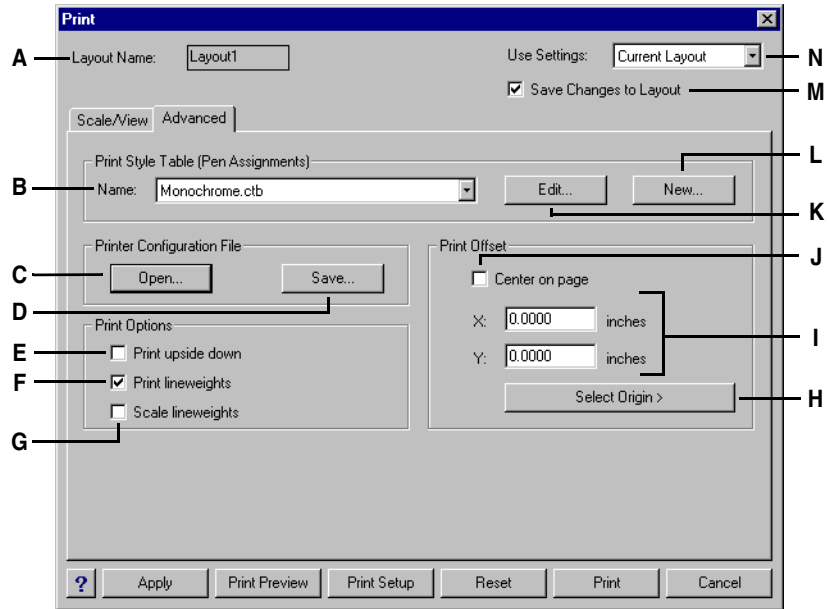 Print
A
Layout Name:
Layout1
Use Settings:
Current Layout
N
Save Changes to Layout
M
Scale/View
Advanced
L
Print Style Table (Pen Assignments)
B
Name:
Monochrome.ctb
Edit...
New...
K
Printer Configuration File
Print Offset
J
C
Open...
Save...
Center on page
D
X:
0.0000
inches
Print Options
I
E
Print upside down
Y:
0.0000
inches
F
Print lineweights
Select Origin >
H
G
Scale lineweights
?
Apply
Print Preview
Print Setup
Reset
Print
Cancel